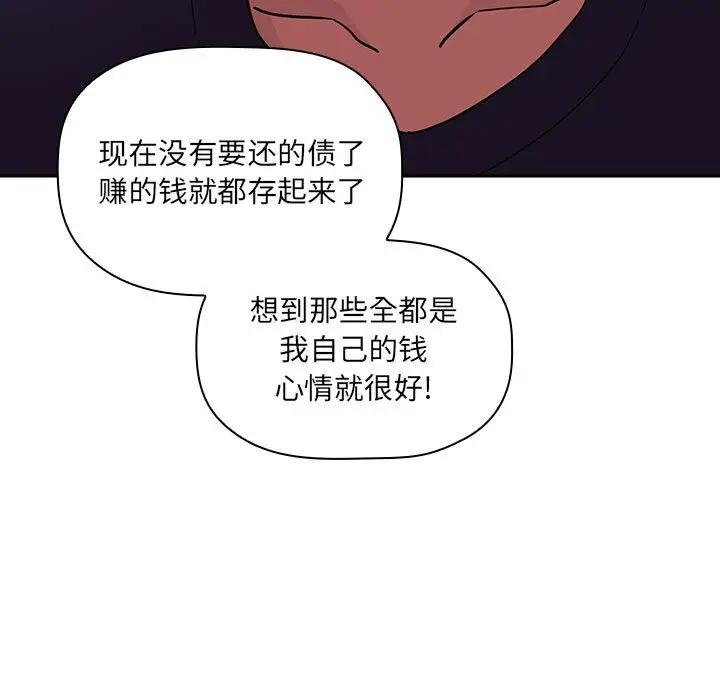 现在没有要还的债了
赚的钱就都存起来了
想到那些全都是
我自己的钱
心情就很好!